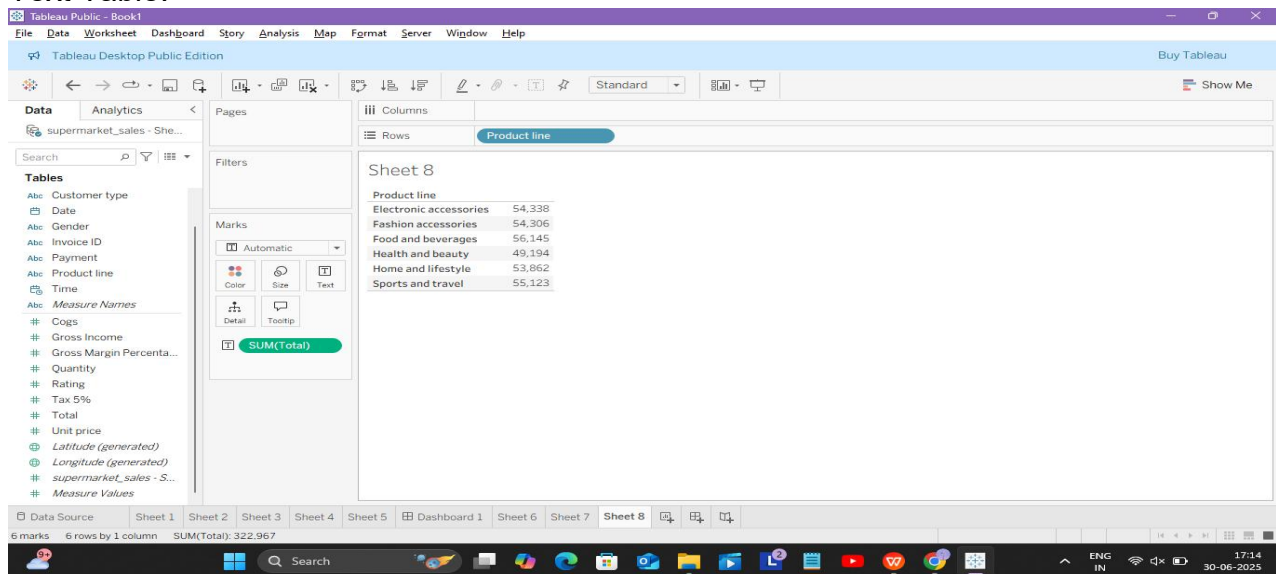 Text Table:
Tableau Public - Book1
File Data Worksheet Dashboard Story Analysis Map Format Server Window Help
Tableau Desktop Public Edition Buy Tableau
Standard Show Me
Data Analytics Pages Columns
supermarket_sales - She... Rows Product line
Search Filters
Sheet 8
Tables
Abc Customer type
Date
Abc Gender
Abc Invoice ID
Abc Payment
Abc Product line
Time
Abc Measure Names
# Cogs
# Gross Income
# Gross Margin Percenta...
# Quantity
# Rating
# Tax 5%
# Total
# Unit price
Latitude (generated)
Longitude (generated)
# supermarket_sales - S...
# Measure Values
Marks
Automatic
Color Size Text
Detail Tooltip
SUM(Total)
Product line
Electronic accessories 54,338
Fashion accessories 54,306
Food and beverages 56,145
Health and beauty 49,194
Home and lifestyle 53,862
Sports and travel 55,123
Data Source Sheet 1 Sheet 2 Sheet 3 Sheet 4 Sheet 5 Dashboard 1 Sheet 6 Sheet 7 Sheet 8
6 marks 6 rows by 1 column SUM(Total): 322,967
9+ Search 2 ENG 17:14
IN 30-06-2025